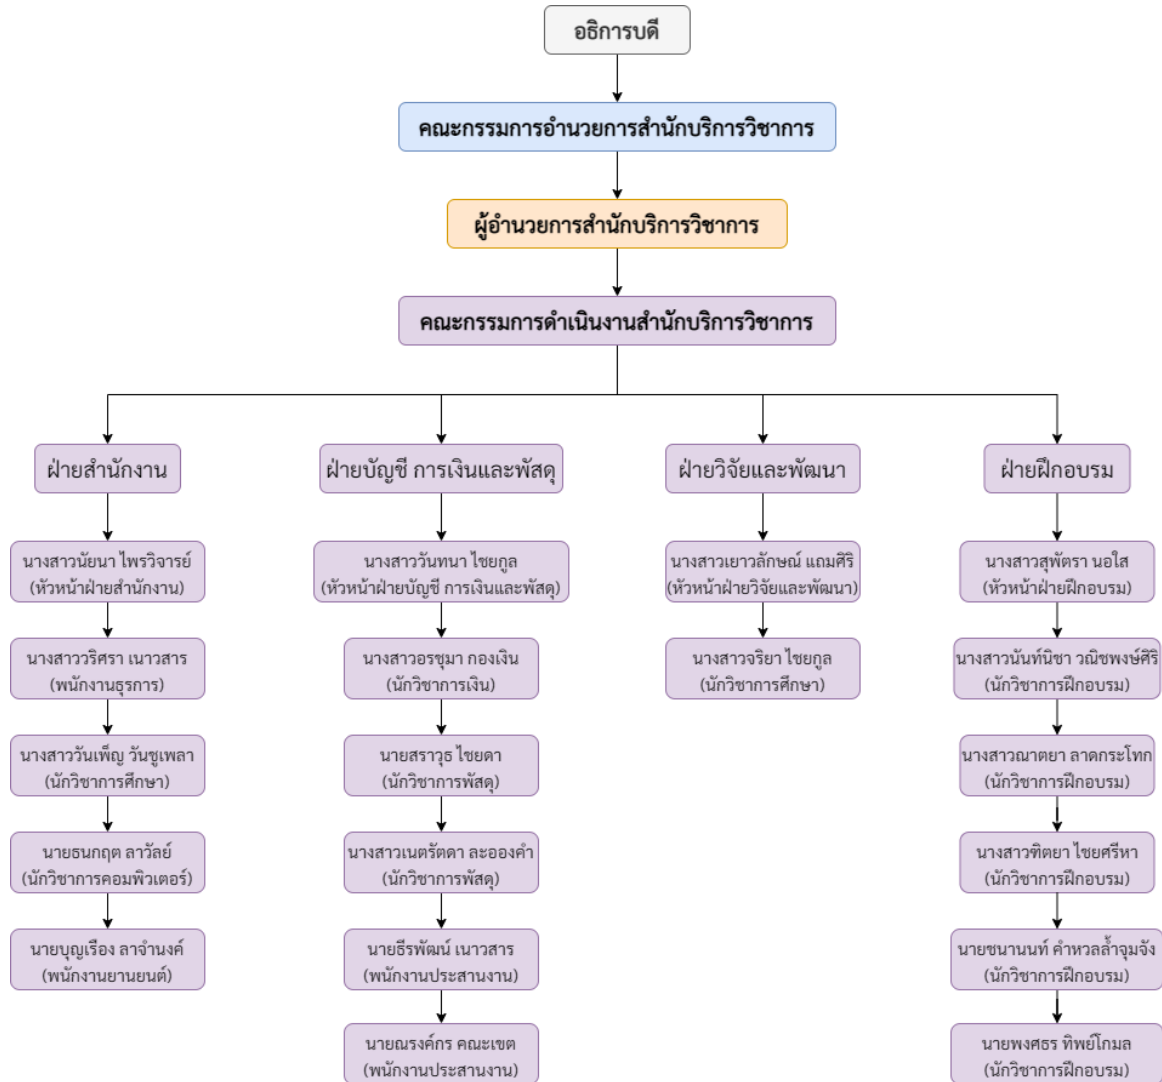 อธิการบดี
คณะกรรมการอำนวยการสำนักบริการวิชาการ
ผู้อำนวยการสำนักบริการวิชาการ
คณะกรรมการดำเนินงานสำนักบริการวิชาการ
ฝ่ายสำนักงาน
นางสาวนัยนา ไพรวิจารย์
(หัวหน้าฝ่ายสำนักงาน)
นางสาววริศรา เนาวสาร
(พนักงานธุรการ)
นางสาววันเพ็ญ วันชูเพลา
(นักวิชาการศึกษา)
นายธนกฤต ลาวัลย์
(นักวิชาการคอมพิวเตอร์)
นายบุญเรือง ลาจำนงค์
(พนักงานยานยนต์)
ฝ่ายบัญชี การเงินและพัสดุ
นางสาววันทนา ไชยกูล
(หัวหน้าฝ่ายบัญชี การเงินและพัสดุ)
นางสาวอรชุมา กองเงิน
(นักวิชาการเงิน)
นายสราวุธ ไชยดา
(นักวิชาการพัสดุ)
นางสาวเนตรัตดา ละอองคำ
(นักวิชาการพัสดุ)
นายธีรพัฒน์ เนาวสาร
(พนักงานประสานงาน)
นายณรงค์กร คณะเขต
(พนักงานประสานงาน)
ฝ่ายวิจัยและพัฒนา
นางสาวเยาวลักษณ์ แถมศิริ
(หัวหน้าฝ่ายวิจัยและพัฒนา)
นางสาวจริยา ไชยกูล
(นักวิชาการศึกษา)
ฝ่ายฝึกอบรม
นางสาวสุพัตรา นอใส
(หัวหน้าฝ่ายฝึกอบรม)
นางสาวนันท์นิชา วณิชพงษ์ศิริ
(นักวิชาการฝึกอบรม)
นางสาวณาตยา ลาดกระโทก
(นักวิชาการฝึกอบรม)
นางสาวฑิตยา ไชยศรีหา
(นักวิชาการฝึกอบรม)
นายชนานนท์ คำหวลล้ำจุมจัง
(นักวิชาการฝึกอบรม)
นายพงศธร ทิพย์โกมล
(นักวิชาการฝึกอบรม)